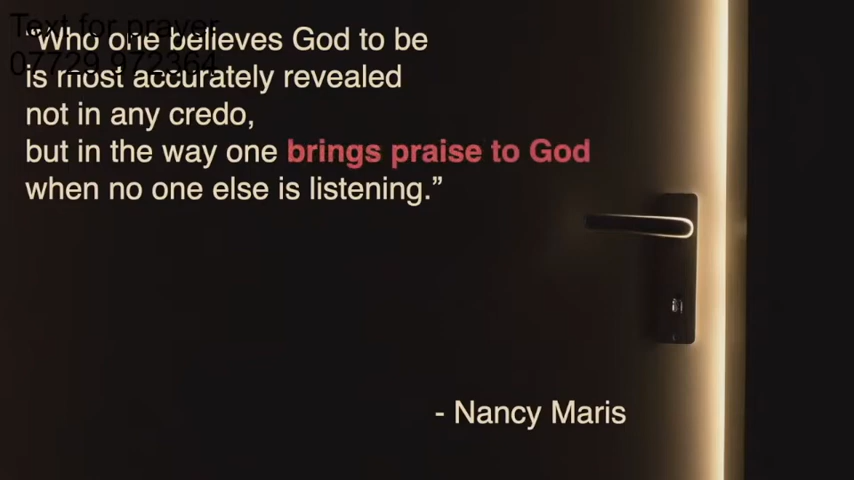 Text for prayer
07729 972364
“Who one believes God to be
is most accurately revealed
not in any credo,
but in the way one brings praise to God
when no one else is listening.”
- Nancy Maris